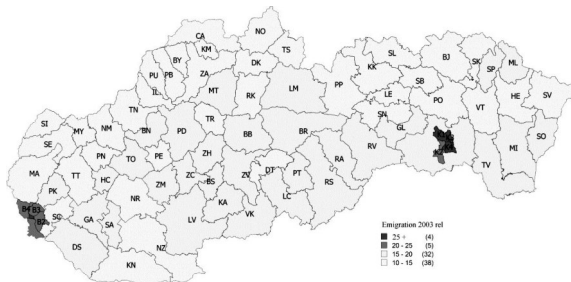 NO
CA
KM
TS
BY
DK
SL
BJ
SK
ML
PU
PB
ZA
KK
SP
IL
MT
RK
LM
PP
SB
LE
PO
HE
SV
TN
VT
SI
MY
NM
BN
PD
TR
SN
GL
SO
SE
BB
BR
RV
MI
PN
TO
PE
ZH
RA
TV
MA
TT
HC
ZC
BS
ZV
DT
PT
PK
ZM
RS
NR
KA
LC
B4
B3
B2
SC
GA
SA
LV
VK
DS
NZ
KN
Emigration 2003 rel
25 + (4)
20 - 25 (5)
15 - 20 (32)
10 - 15 (38)